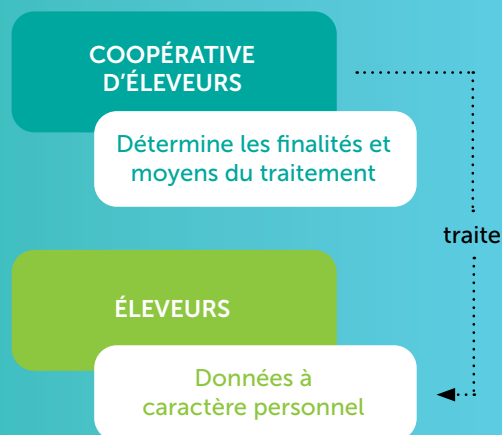 COOPÉRATIVE
D'ÉLEVEURS
Détermine les finalités et
moyens du traitement
traite
ÉLEVEURS
Données à
caractère personnel